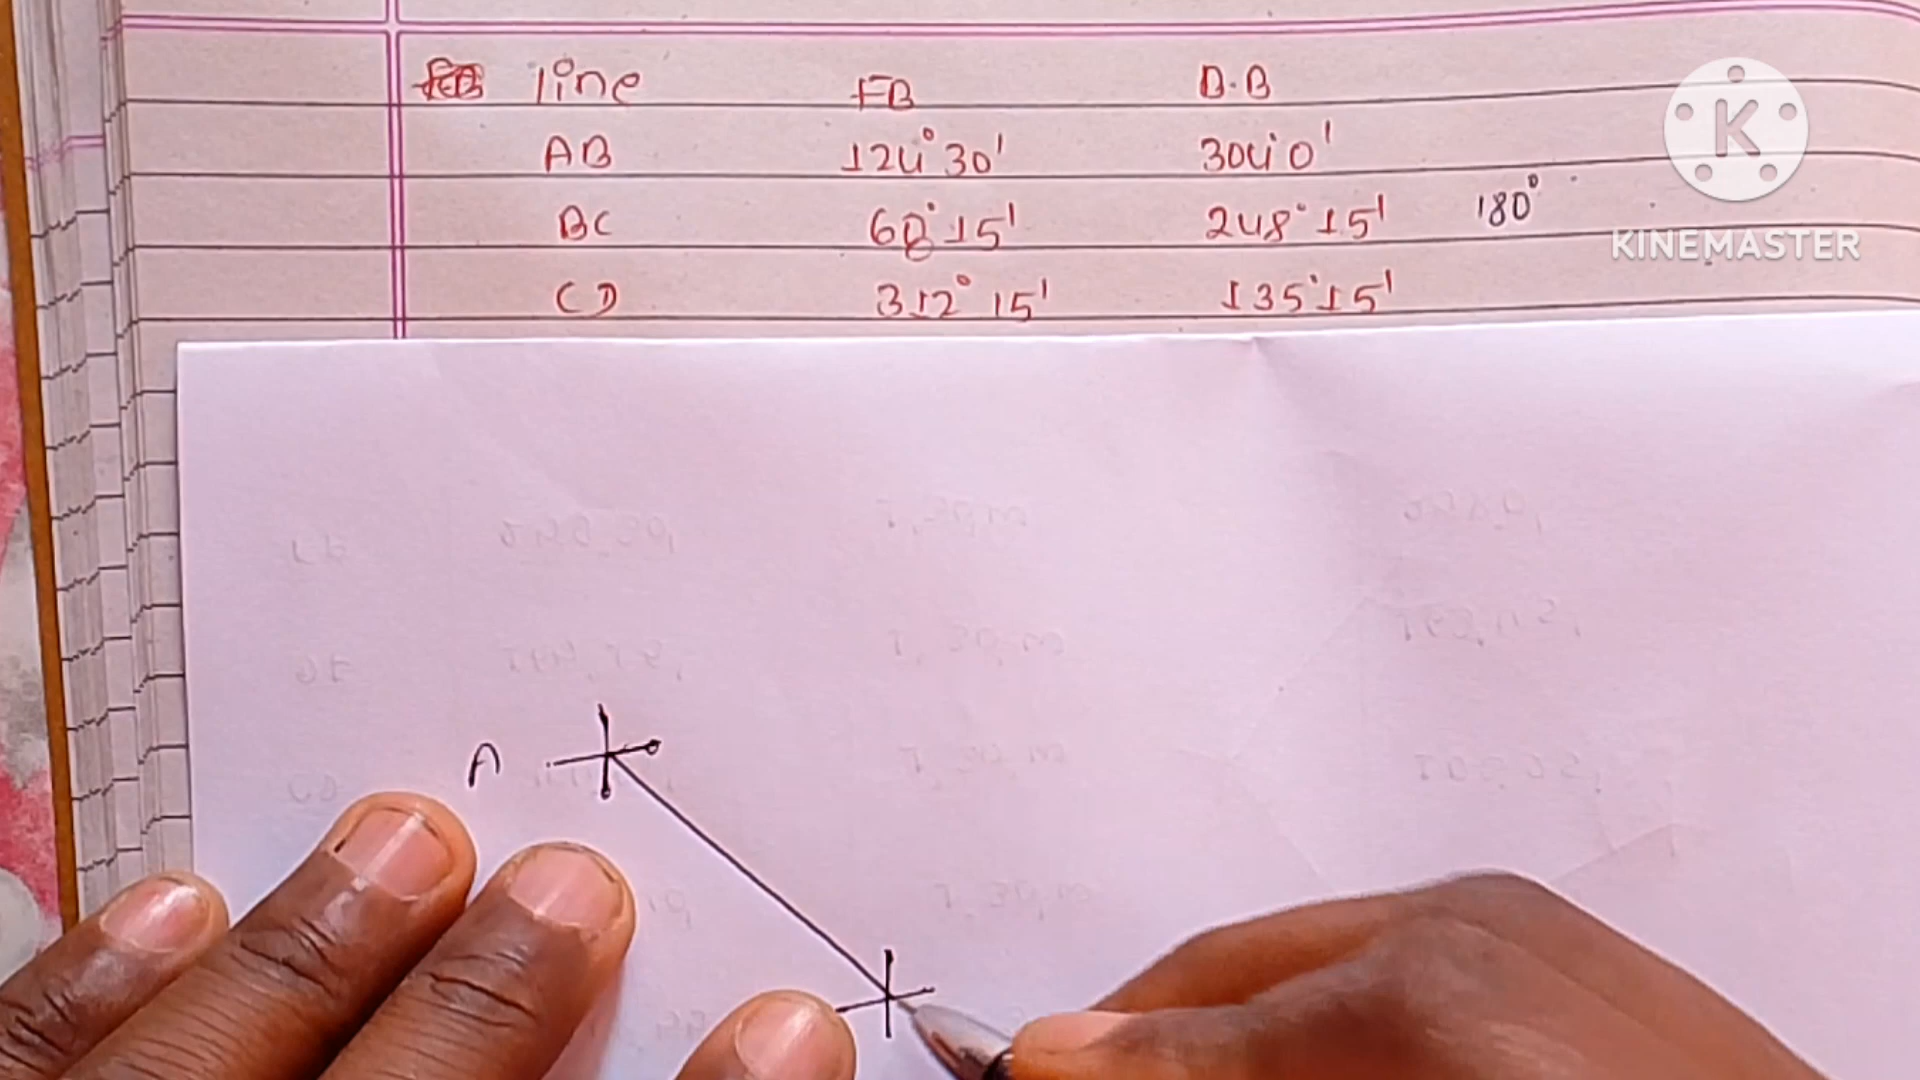 line FB B.B
AB 124° 30' 304° 0'
BC 68° 15' 248° 15' 180°
CD 312° 15' 135° 15'
K
KINEMASTER
A